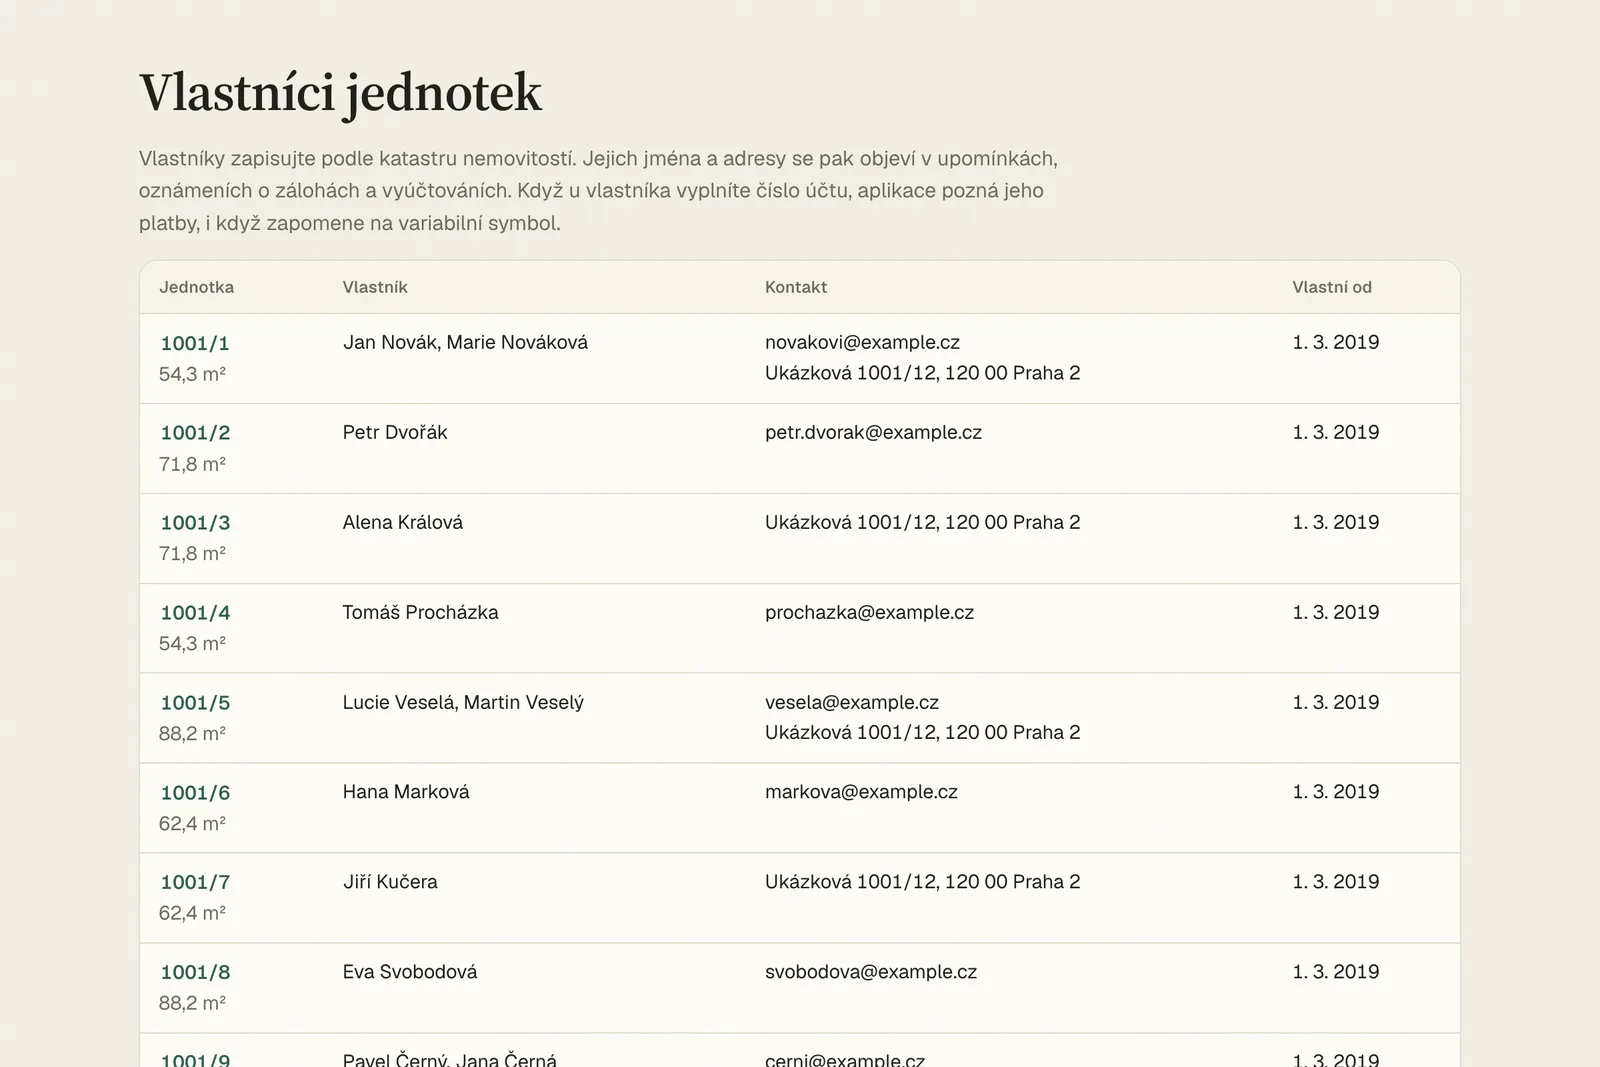 Vlastníci jednotek
Vlastníky zapisujte podle katastru nemovitostí. Jejich jména a adresy se pak objeví v upomínkách,
oznámeních o zálohách a vyúčtováních. Když u vlastníka vyplníte číslo účtu, aplikace pozná jeho
platby, i když zapomene na variabilní symbol.
Jednotka Vlastník Kontakt Vlastní od
1001/1 Jan Novák, Marie Nováková novakovi@example.cz 1. 3. 2019
54,3 m² Ukázková 1001/12, 120 00 Praha 2
1001/2 Petr Dvořák petr.dvorak@example.cz 1. 3. 2019
71,8 m²
1001/3 Alena Králová Ukázková 1001/12, 120 00 Praha 2 1. 3. 2019
71,8 m²
1001/4 Tomáš Procházka prochazka@example.cz 1. 3. 2019
54,3 m²
1001/5 Lucie Veselá, Martin Veselý vesela@example.cz 1. 3. 2019
88,2 m² Ukázková 1001/12, 120 00 Praha 2
1001/6 Hana Marková markova@example.cz 1. 3. 2019
62,4 m²
1001/7 Jiří Kučera Ukázková 1001/12, 120 00 Praha 2 1. 3. 2019
62,4 m²
1001/8 Eva Svobodová svobodova@example.cz 1. 3. 2019
88,2 m²
1001/9 Pavel Černý, Jana Černá cerni@example.cz 1. 3. 2019